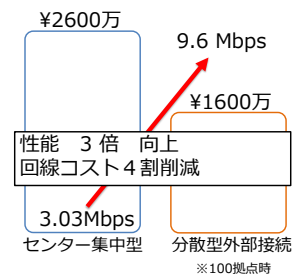 ¥2600万
9.6 Mbps
¥1600万
性能　3 倍　向上
回線コスト４割削減
3.03Mbps
センター集中型
分散型外部接続
※100拠点時